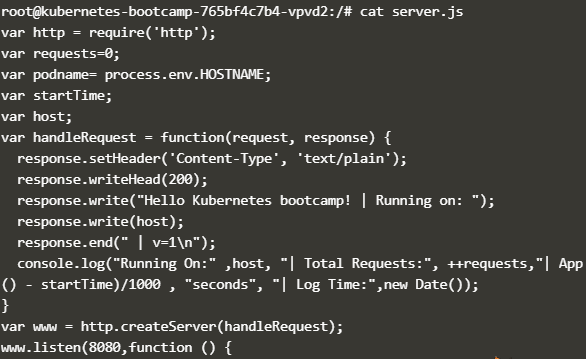 root@kubernetes-bootcamp-765bf4c7b4-vpvd2:/# cat server.js
var http = require('http');
var requests=0;
var podname= process.env.HOSTNAME;
var startTime;
var host;
var handleRequest = function(request, response) {
  response.setHeader('Content-Type', 'text/plain');
  response.writeHead(200);
  response.write("Hello Kubernetes bootcamp! | Running on: ");
  response.write(host);
  response.end(" | v=1\n");
  console.log("Running On:" ,host, "| Total Requests:", ++requests,"| App
() - startTime)/1000 , "seconds", "| Log Time:",new Date());
}
var www = http.createServer(handleRequest);
www.listen(8080,function () {